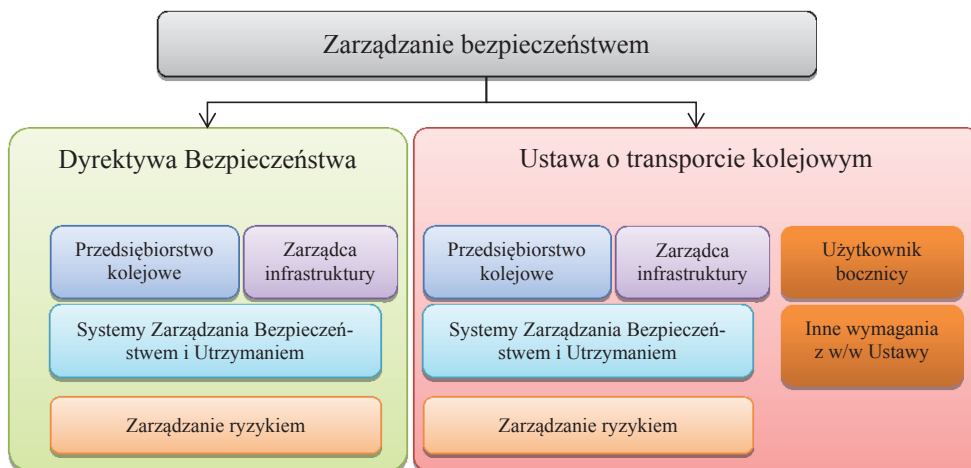 Zarządzanie bezpieczeństwem
Dyrektywa Bezpieczeństwa
Przedsiębiorstwo
kolejowe
Zarządca
infrastruktury
Systemy Zarządzania Bezpieczeń-
stwem i Utrzymaniem
Zarządzanie ryzykiem
Ustawa o transporcie kolejowym
Przedsiębiorstwo
kolejowe
Zarządca
infrastruktury
Użytkownik
bocznicy
Systemy Zarządzania Bezpieczeń-
stwem i Utrzymaniem
Inne wymagania
z w/w Ustawy
Zarządzanie ryzykiem